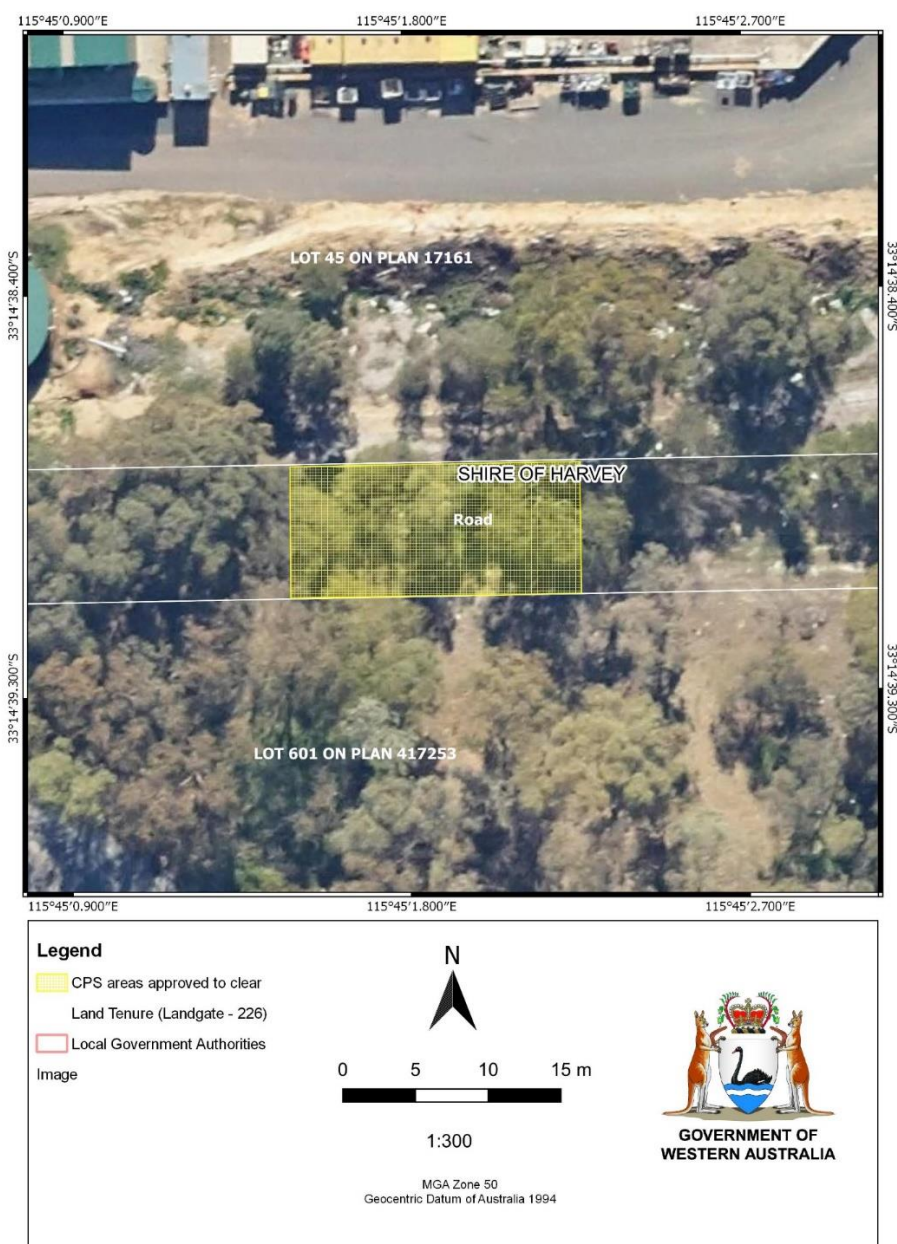 115°45'0.900"E 115°45'1.800"E 115°45'2.700"E
33°14'38.400"S
33°14'38.400"S
LOT 45 ON PLAN 17161
SHIRE OF HARVEY
Road
33°14'39.300"S
33°14'39.300"S
LOT 601 ON PLAN 417253
115°45'0.900"E 115°45'1.800"E 115°45'2.700"E
Legend
CPS areas approved to clear
Land Tenure (Landgate - 226)
Local Government Authorities
Image
N
0 5 10 15 m
1:300
MGA Zone 50
Geocentric Datum of Australia 1994
GOVERNMENT OF
WESTERN AUSTRALIA